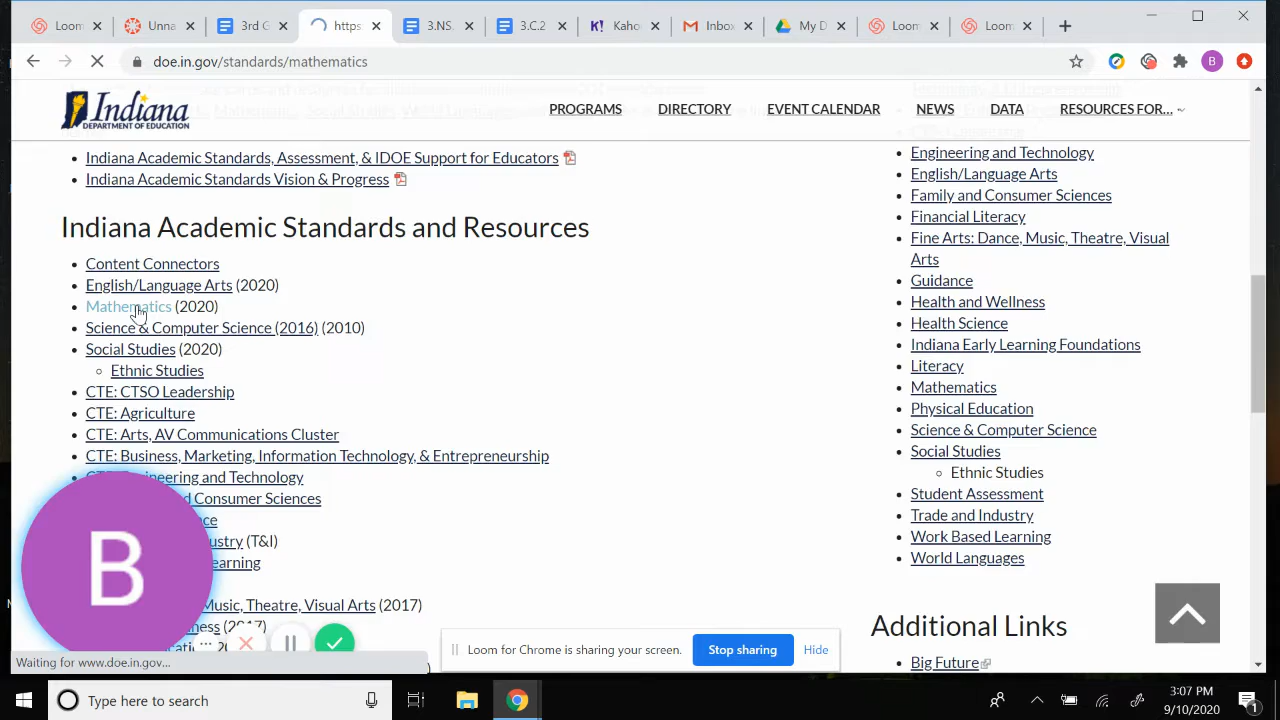 Loom
Unna
3rd G
https
3.NS
3.C.2
Kaho
Inbox
My D
Loom
Loom
doe.in.gov/standards/mathematics
B
Indiana
DEPARTMENT OF EDUCATION
PROGRAMS
DIRECTORY
EVENT CALENDAR
NEWS
DATA
RESOURCES FOR...
Indiana Academic Standards, Assessment, & IDOE Support for Educators
Indiana Academic Standards Vision & Progress
Indiana Academic Standards and Resources
Content Connectors
English/Language Arts (2020)
Mathematics (2020)
Science & Computer Science (2016) (2010)
Social Studies (2020)
Ethnic Studies
CTE: CTSO Leadership
CTE: Agriculture
CTE: Arts, AV Communications Cluster
CTE: Business, Marketing, Information Technology, & Entrepreneurship
CTE: Engineering and Technology
d Consumer Sciences
nce
ustry (T&I)
earning
Music, Theatre, Visual Arts (2017)
ness (2017)
B
Waiting for www.doe.in.gov...
Engineering and Technology
English/Language Arts
Family and Consumer Sciences
Financial Literacy
Fine Arts: Dance, Music, Theatre, Visual
Arts
Guidance
Health and Wellness
Health Science
Indiana Early Learning Foundations
Literacy
Mathematics
Physical Education
Science & Computer Science
Social Studies
Ethnic Studies
Student Assessment
Trade and Industry
Work Based Learning
World Languages
Additional Links
Big Future
Loom for Chrome is sharing your screen.
Stop sharing
Hide
Type here to search
3:07 PM
9/10/2020
1